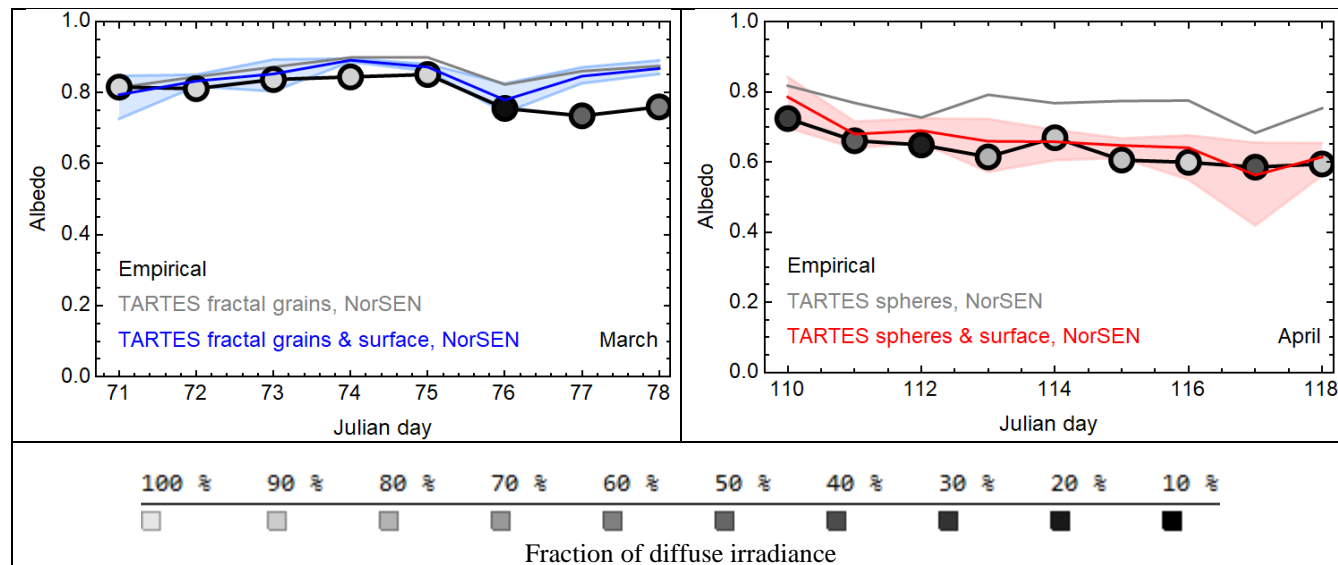 1.0
0.8
0.6
0.4
0.2
0.0
Albedo
Empirical
TARTES fractal grains, NorSEN
TARTES fractal grains & surface, NorSEN
March
71 72 73 74 75 76 77 78
Julian day
1.0
0.8
0.6
0.4
0.2
0.0
Albedo
Empirical
TARTES spheres, NorSEN
TARTES spheres & surface, NorSEN
April
110 112 114 116 118
Julian day
100 % 90 % 80 % 70 % 60 % 50 % 40 % 30 % 20 % 10 %
Fraction of diffuse irradiance